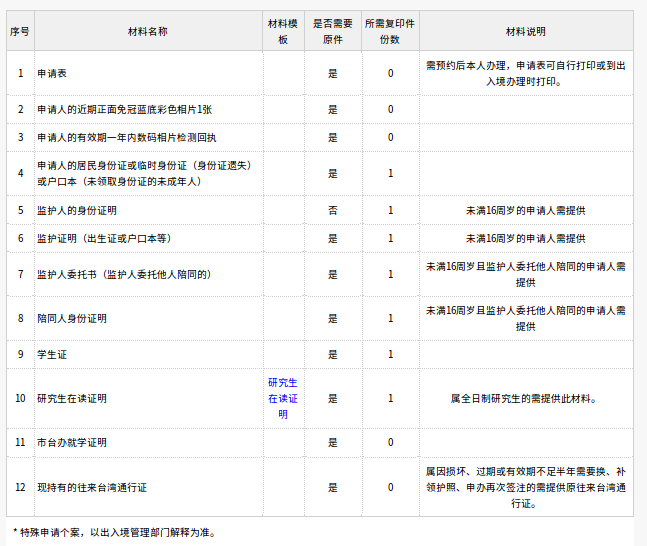 序号 材料名称 材料模板 是否需要原件 所需复印件份数 材料说明
1 申请表 是 0 需预约后本人办理，申请表可自行打印或到出
入境办理时打印。
2 申请人的近期正面免冠蓝底彩色相片1张 是 0
3 申请人的有效期一年内数码相片检测回执 是 0
4 申请人的居民身份证或临时身份证（身份证遗失）
或户口本（未领取身份证的未成年人） 是 1
5 监护人的身份证明 否 1 未满16周岁的申请人需提供
6 监护证明（出生证或户口本等） 是 1 未满16周岁的申请人需提供
7 监护人委托书（监护人委托他人陪同的） 是 1 未满16周岁且监护人委托他人陪同的申请人需
提供
8 陪同人身份证明 是 1 未满16周岁且监护人委托他人陪同的申请人需
提供
9 学生证 是 1
10 研究生在读证明 研究生
在读证
明 是 1 属全日制研究生的需提供此材料。
11 市台办就学证明 是 0
12 现持有的往来台湾通行证 是 0 属因损坏、过期或有效期不足半年需要换、补
领护照、申办再次签注的需提供原往来台湾通
行证。
* 特殊申请个案，以出入境管理部门解释为准。